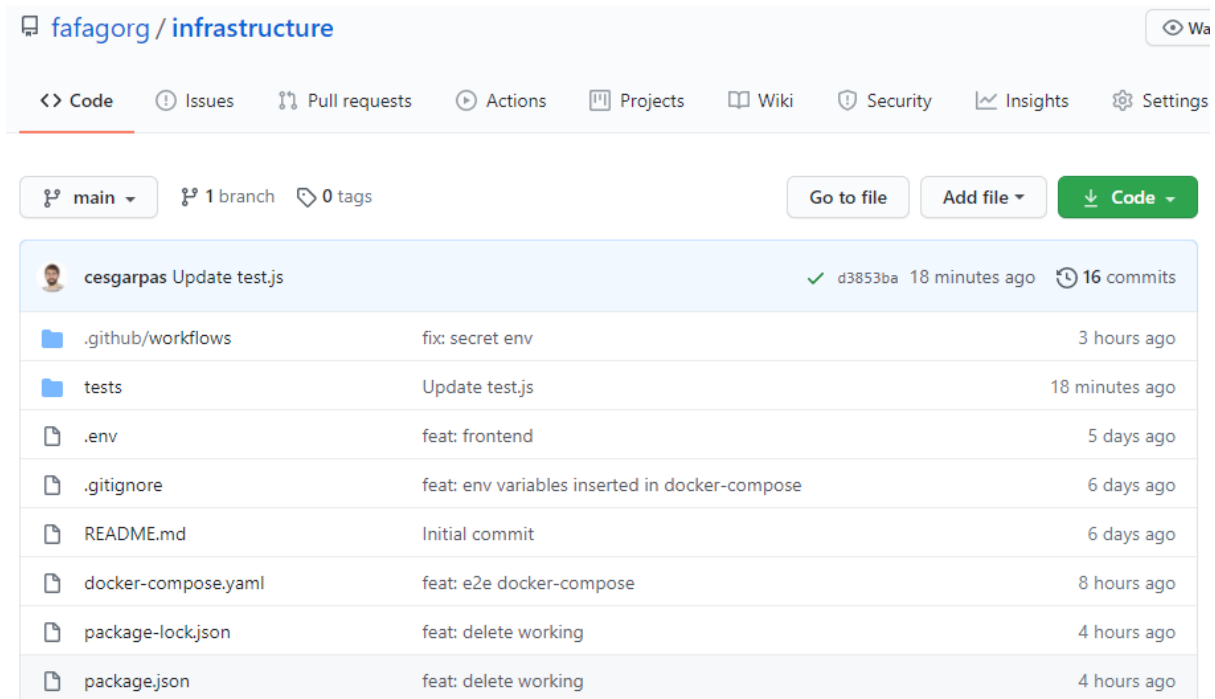 fafagorg / infrastructure
Wa
Code Issues Pull requests Actions Projects Wiki Security Insights Settings
main 1 branch 0 tags Go to file Add file Code
cesgarpas Update test.js d3853ba 18 minutes ago 16 commits
.github/workflows fix: secret env 3 hours ago
tests Update test.js 18 minutes ago
.env feat: frontend 5 days ago
.gitignore feat: env variables inserted in docker-compose 6 days ago
README.md Initial commit 6 days ago
docker-compose.yaml feat: e2e docker-compose 8 hours ago
package-lock.json feat: delete working 4 hours ago
package.json feat: delete working 4 hours ago